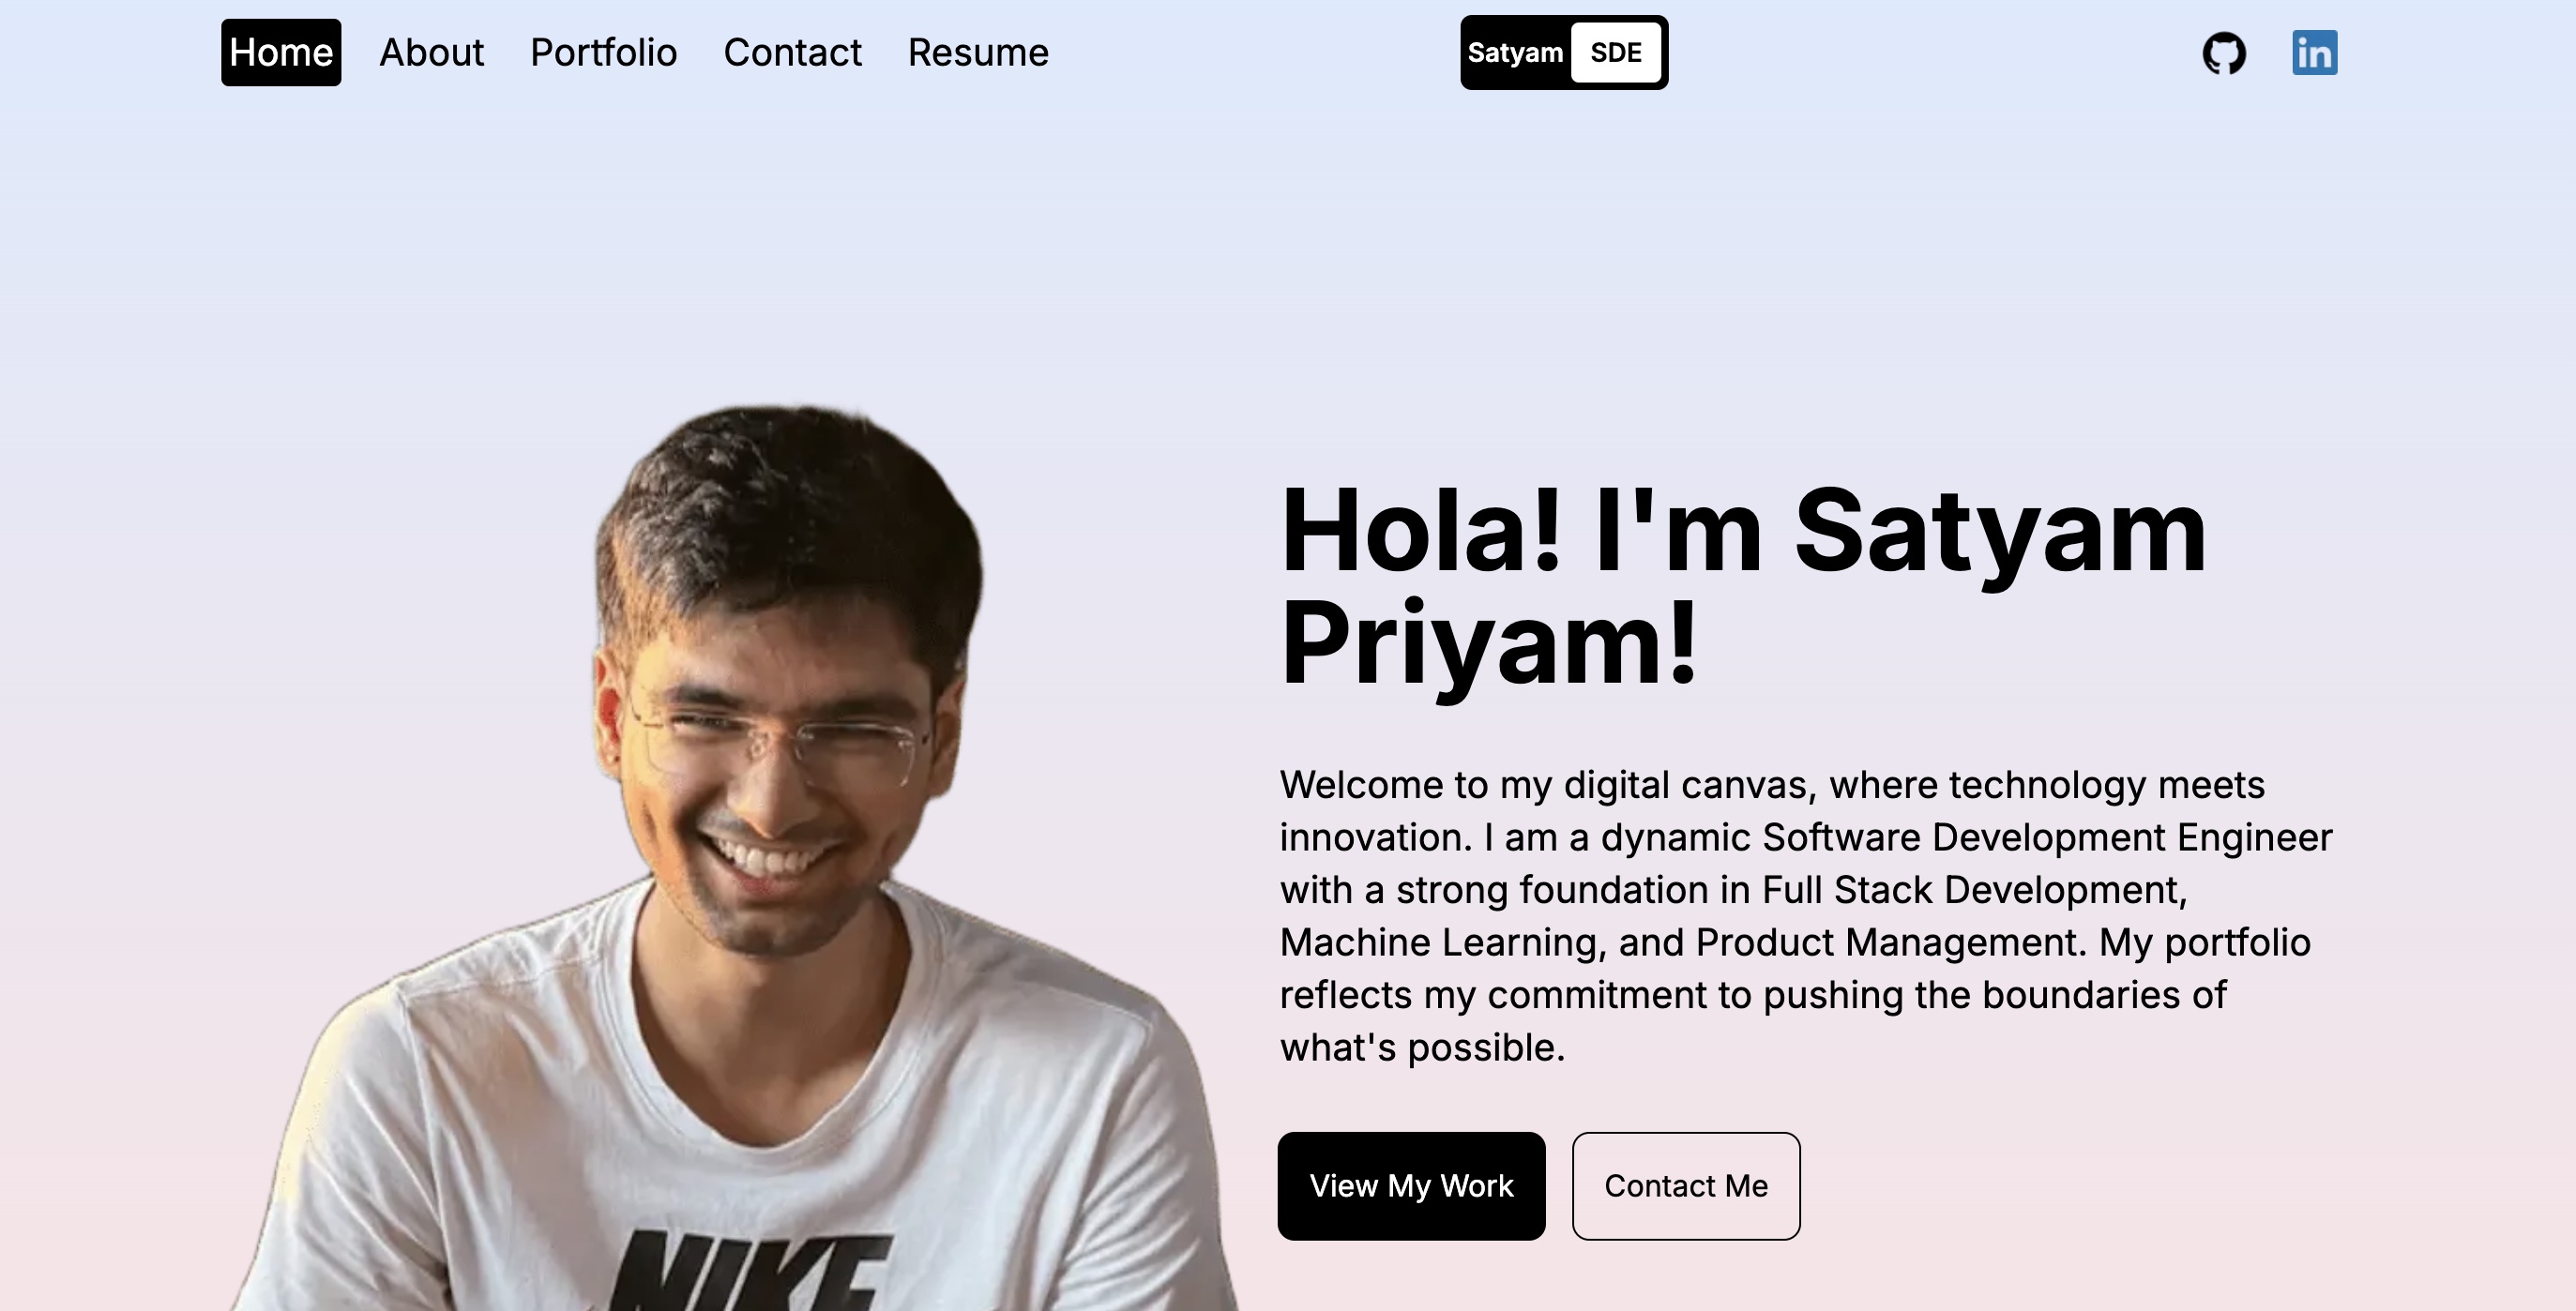 Home About Portfolio Contact Resume Satyam SDE in
Hola! I'm Satyam
Priyam!
Welcome to my digital canvas, where technology meets
innovation. I am a dynamic Software Development Engineer
with a strong foundation in Full Stack Development,
Machine Learning, and Product Management. My portfolio
reflects my commitment to pushing the boundaries of
what's possible.
View My Work Contact Me
NIKE